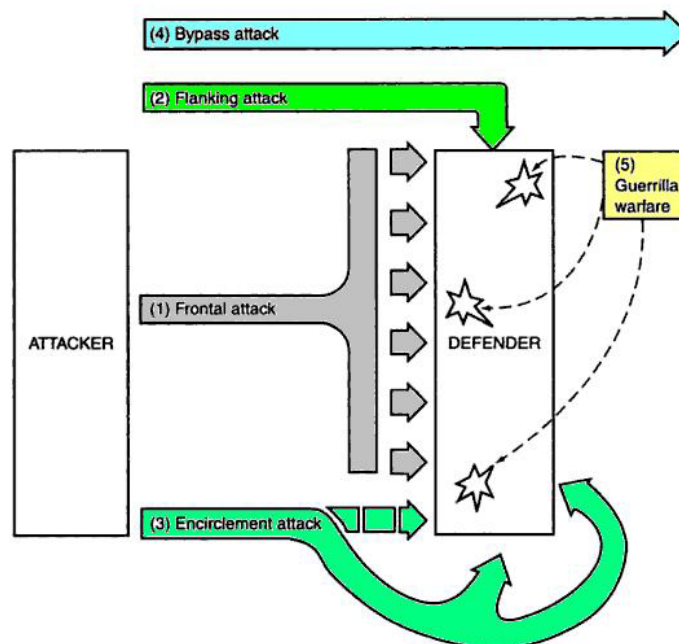 (4) Bypass attack
(2) Flanking attack
(5)
Guerrilla
warfare
(1) Frontal attack
ATTACKER
DEFENDER
(3) Encirclement attack